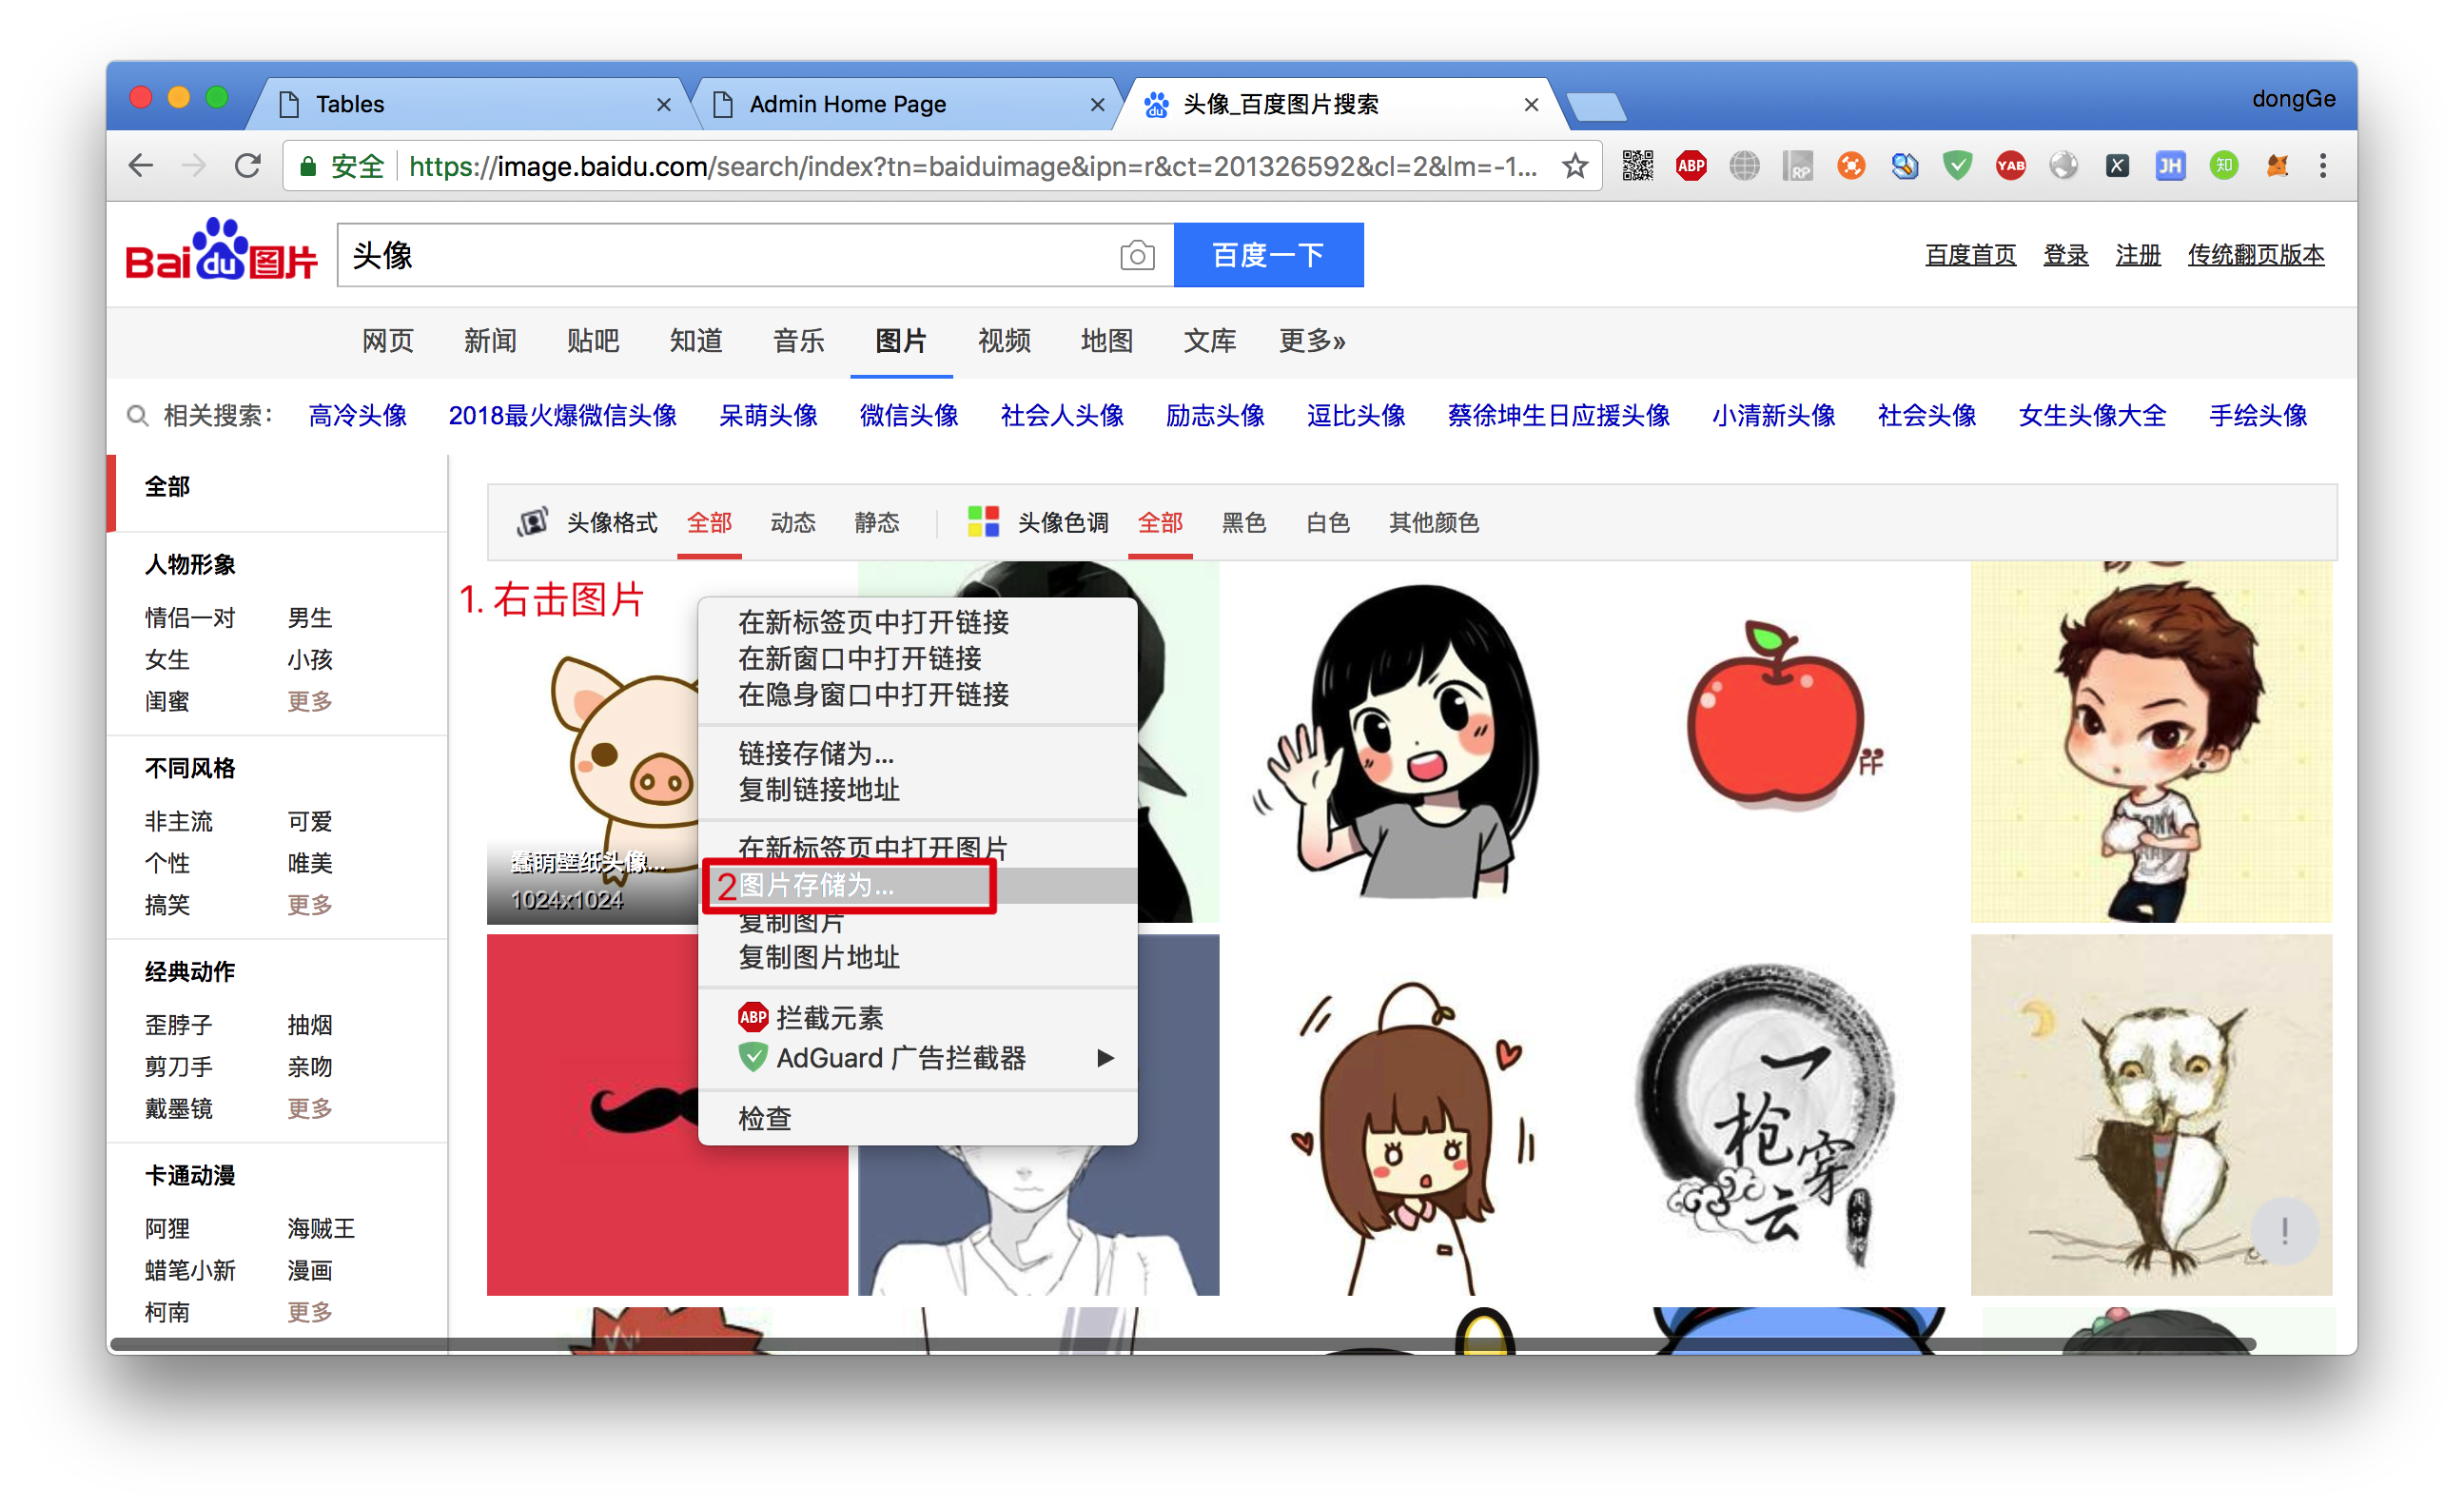 Tables
Admin Home Page
头像_百度图片搜索
dongGe
安全
https://image.baidu.com/search/index?tn=baiduimage&ipn=r&ct=201326592&cl=2&lm=-1...
ABP
RP
YAB
X
JH
知
Bai du 图片
头像
百度一下
百度首页 登录 注册 传统翻页版本
网页 新闻 贴吧 知道 音乐 图片 视频 地图 文库 更多»
相关搜索: 高冷头像 2018最火爆微信头像 呆萌头像 微信头像 社会人头像 励志头像 逗比头像 蔡徐坤生日应援头像 小清新头像 社会头像 女生头像大全 手绘头像
全部
人物形象
情侣一对 男生
女生 小孩
闺蜜 更多
不同风格
非主流 可爱
个性 唯美
搞笑 更多
经典动作
歪脖子 抽烟
剪刀手 亲吻
戴墨镜 更多
卡通动漫
阿狸 海贼王
蜡笔小新 漫画
柯南 更多
头像格式 全部 动态 静态 头像色调 全部 黑色 白色 其他颜色
1. 右击图片
在新标签页中打开链接
在新窗口中打开链接
在隐身窗口中打开链接
链接存储为...
复制链接地址
在新标签页中打开图片
2图片存储为...
复制图片
复制图片地址
ABP 拦截元素
AdGuard 广告拦截器
检查
蠢萌壁纸头像...
1024x1024
一枪穿云